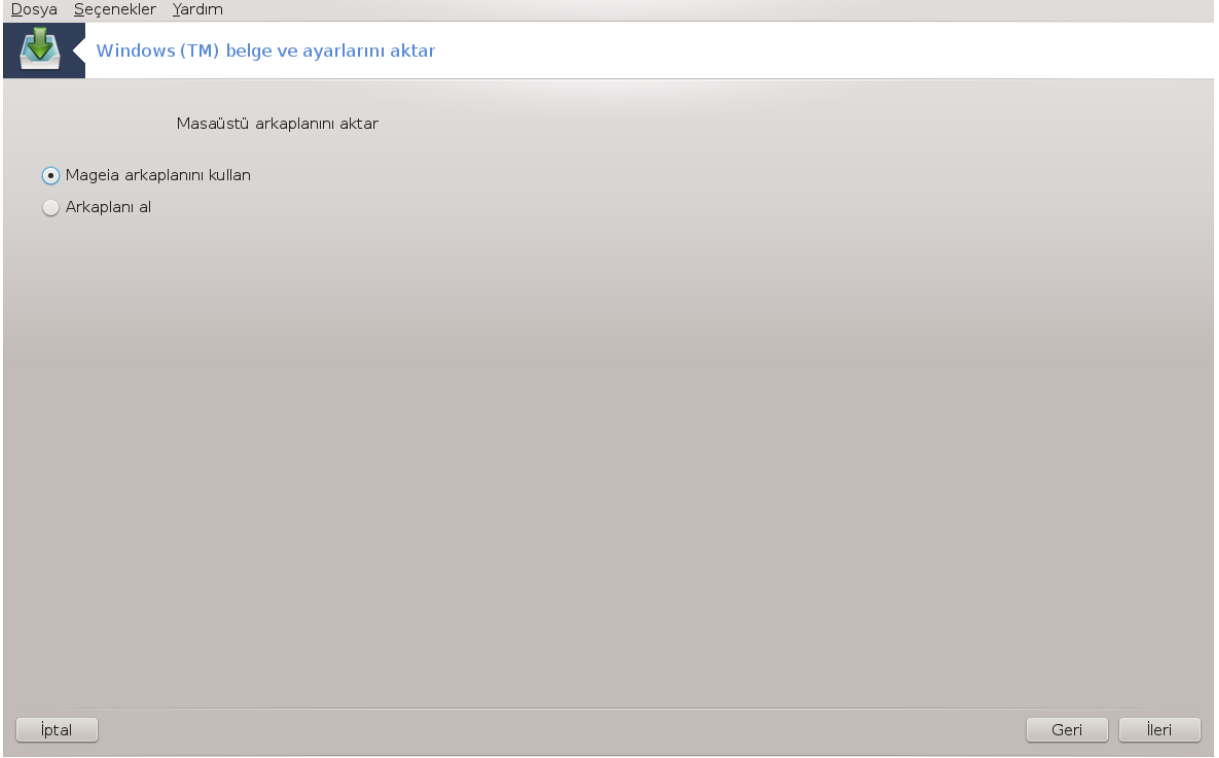 Dosya Seçenekler Yardım
Windows (TM) belge ve ayarlarını aktar
Masaüstü arkaplanını aktar
Mageia arkaplanını kullan
Arkaplanı al
İptal Geri İleri